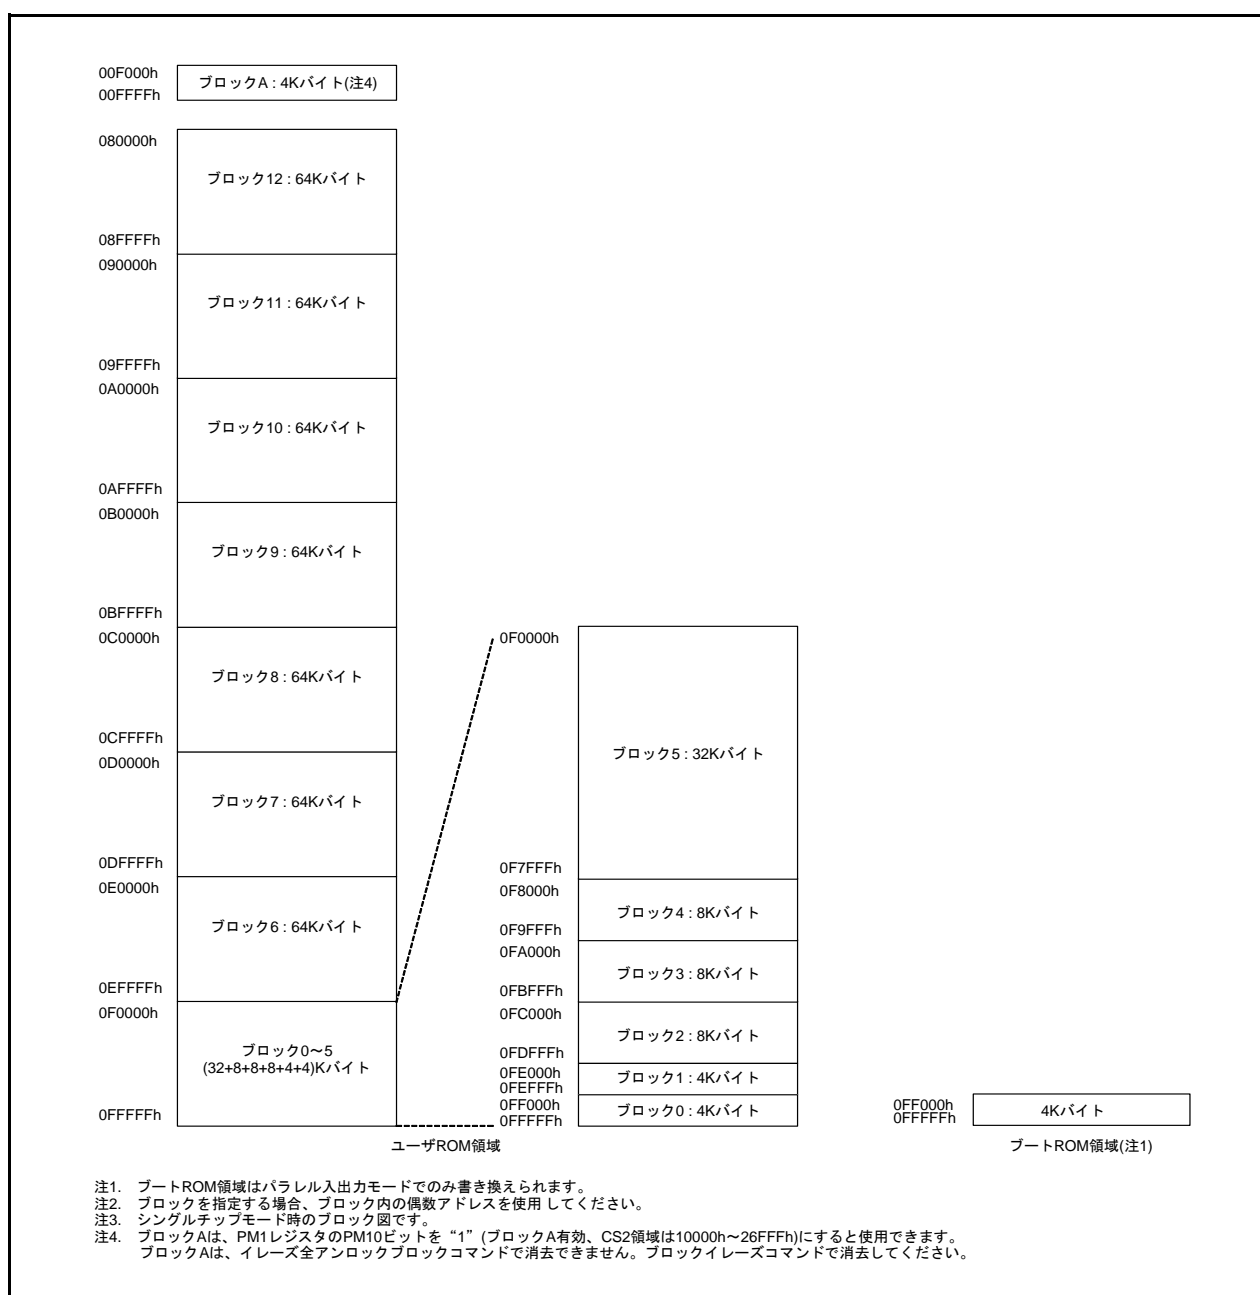 00F000h
ブロックA : 4Kバイト(注4)
00FFFFh
080000h
ブロック12 : 64Kバイト
08FFFFh
090000h
ブロック11 : 64Kバイト
09FFFFh
0A0000h
ブロック10 : 64Kバイト
0AFFFFh
0B0000h
ブロック9 : 64Kバイト
0BFFFFh
0C0000h
ブロック8 : 64Kバイト
0CFFFFh
0D0000h
ブロック7 : 64Kバイト
0DFFFFh
0E0000h
ブロック6 : 64Kバイト
0EFFFFh
0F0000h
ブロック0～5
(32+8+8+8+4+4)Kバイト
0FFFFFh
0F0000h
ブロック5 : 32Kバイト
0F7FFFh
0F8000h
ブロック4 : 8Kバイト
0F9FFFh
0FA000h
ブロック3 : 8Kバイト
0FBFFFh
0FC000h
ブロック2 : 8Kバイト
0FDFFFh
0FE000h
ブロック1 : 4Kバイト
0FEFFFh
0FF000h
ブロック0 : 4Kバイト
0FFFFFh
ユーザROM領域
0FF000h
4Kバイト
0FFFFFh
ブートROM領域(注1)
注1. ブートROM領域はパラレル入出力モードでのみ書き換えられます。
注2. ブロックを指定する場合、ブロック内の偶数アドレスを使用してください。
注3. シングルチップモード時のブロック図です。
注4. ブロックAは、PM1レジスタのPM10ビットを“1”(ブロックA有効、CS2領域は10000h～26FFFh)にすると使用できます。
ブロックAは、イレーズ全アンロックブロックコマンドで消去できません。ブロックイレーズコマンドで消去してください。